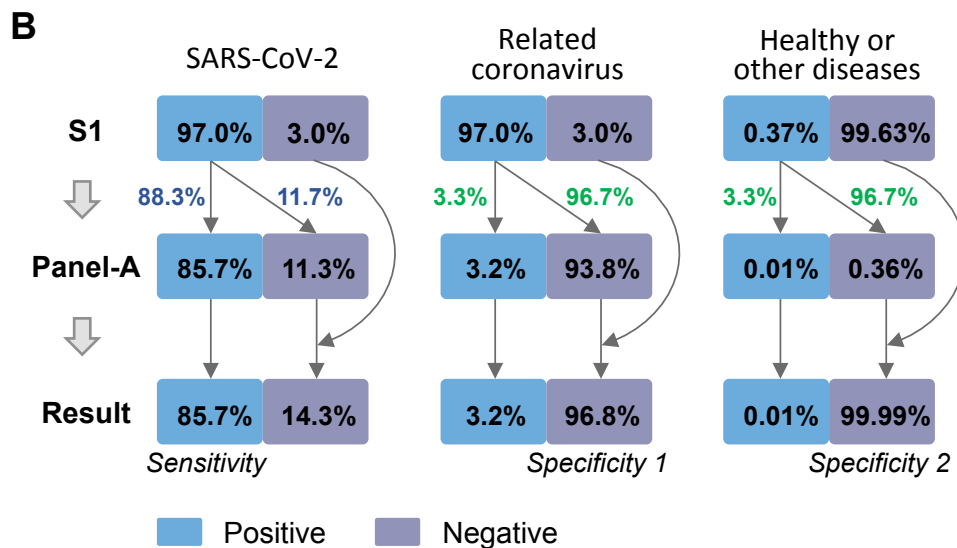 B
SARS-CoV-2
Related
coronavirus
Healthy or
other diseases
S1
97.0% 3.0%
97.0% 3.0%
0.37% 99.63%
88.3% 11.7%
3.3% 96.7%
3.3% 96.7%
Panel-A
85.7% 11.3%
3.2% 93.8%
0.01% 0.36%
Result
85.7% 14.3%
3.2% 96.8%
0.01% 99.99%
Sensitivity
Specificity 1
Specificity 2
Positive
Negative